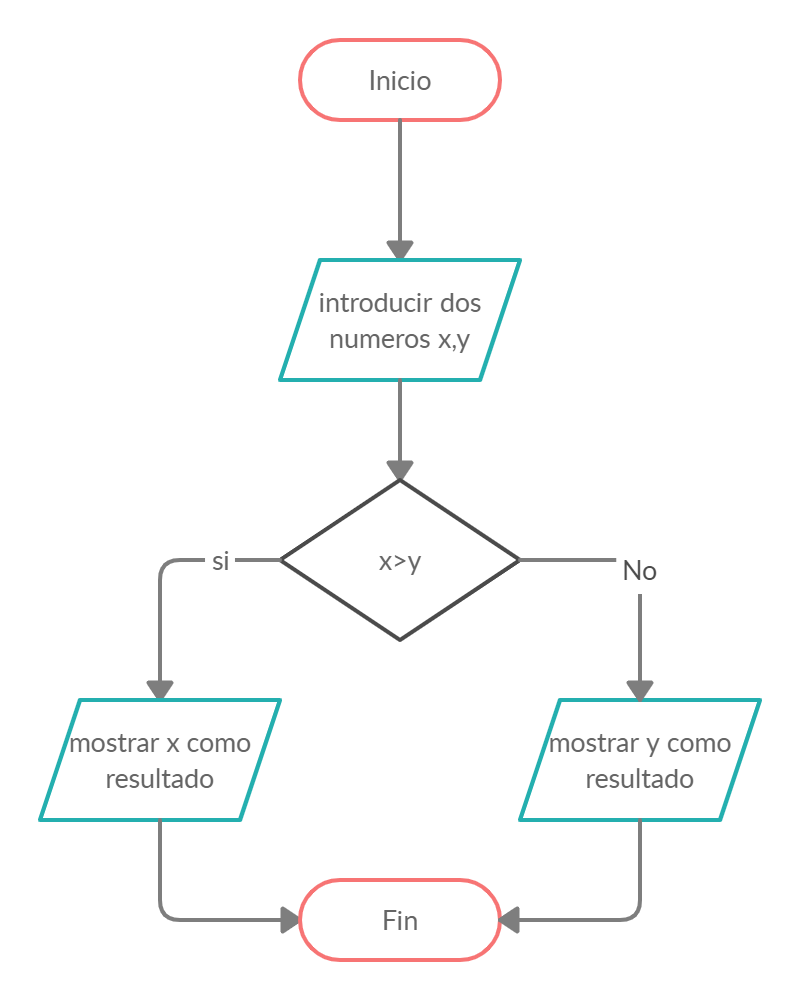 Inicio
introducir dos
numeros x,y
x>y
si
No
mostrar x como
resultado
mostrar y como
resultado
Fin